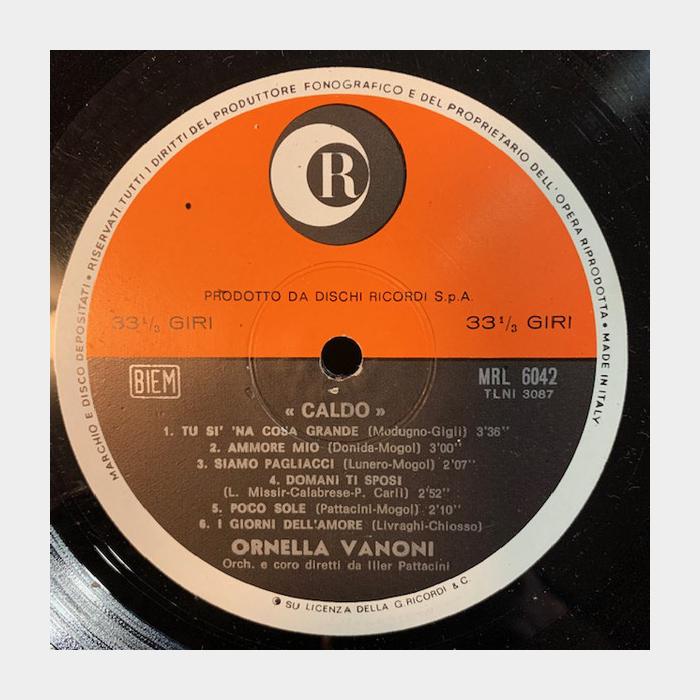 MARCHIO E DISCO DEPOSITATI • RISERVATI TUTTI I DIRITTI DEL PRODUTTORE FONOGRAFICO E DEL PROPRIETARIO DELL'OPERA RIPRODOTTA • MADE IN ITALY
R
PRODOTTO DA DISCHI RICORDI S.p.A.
33 1/3 GIRI 33 1/3 GIRI
BIEM MRL 6042
TLNI 3087
« CALDO »
1. TU SI' 'NA COSA GRANDE (Modugno-Gigli) 3'36"
2. AMMORE MIO (Donida-Mogol) 3'00"
3. SIAMO PAGLIACCI (Lunero-Mogol) 2'07"
4. DOMANI TI SPOSI
(L. Missir-Calabrese-P. Carli) 2'52"
5. POCO SOLE (Pattacini-Mogol) 2'10"
6. I GIORNI DELL'AMORE (Livraghi-Chiosso)
ORNELLA VANONI
Orch. e coro diretti da Iller Pattacini
SU LICENZA DELLA G. RICORDI & C.